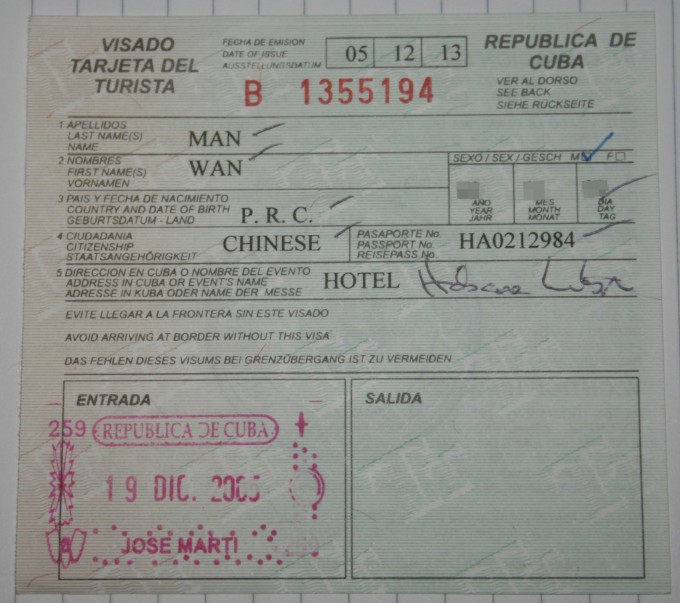 VISADO
TARJETA DEL
TURISTA
FECHA DE EMISION
DATE OF ISSUE
AUSSTELLUNGSDATUM
05 12 13
B 1355194
REPUBLICA DE
CUBA
VER AL DORSO
SEE BACK
SIEHE RÜCKSEITE
1 APELLIDOS
LAST NAME(S)
NAME
MAN
2 NOMBRES
FIRST NAME(S)
VORNAMEN
WAN
SEXO / SEX / GESCH M F
AÑO
YEAR
JAHR
MES
MONTH
MONAT
DIA
DAY
TAG
3 PAIS Y FECHA DE NACIMIENTO
COUNTRY AND DATE OF BIRTH
GEBURTSDATUM - LAND
P. R. C.
4 CIUDADANIA
CITIZENSHIP
STAATSANGEHÖRIGKEIT
CHINESE
PASAPORTE No.
PASSPORT No.
REISEPASS No.
HA0212984
5 DIRECCION EN CUBA O NOMBRE DEL EVENTO
ADDRESS IN CUBA OR EVENT'S NAME
ADRESSE IN KUBA ODER NAME DER MESSE
HOTEL
EVITE LLEGAR A LA FRONTERA SIN ESTE VISADO
AVOID ARRIVING AT BORDER WITHOUT THIS VISA
DAS FEHLEN DIESES VISUMS BEI GRENZÜBERGANG IST ZU VERMEIDEN
ENTRADA
259 REPUBLICA DE CUBA
19 DIC. 2005
JOSE MARTI
SALIDA